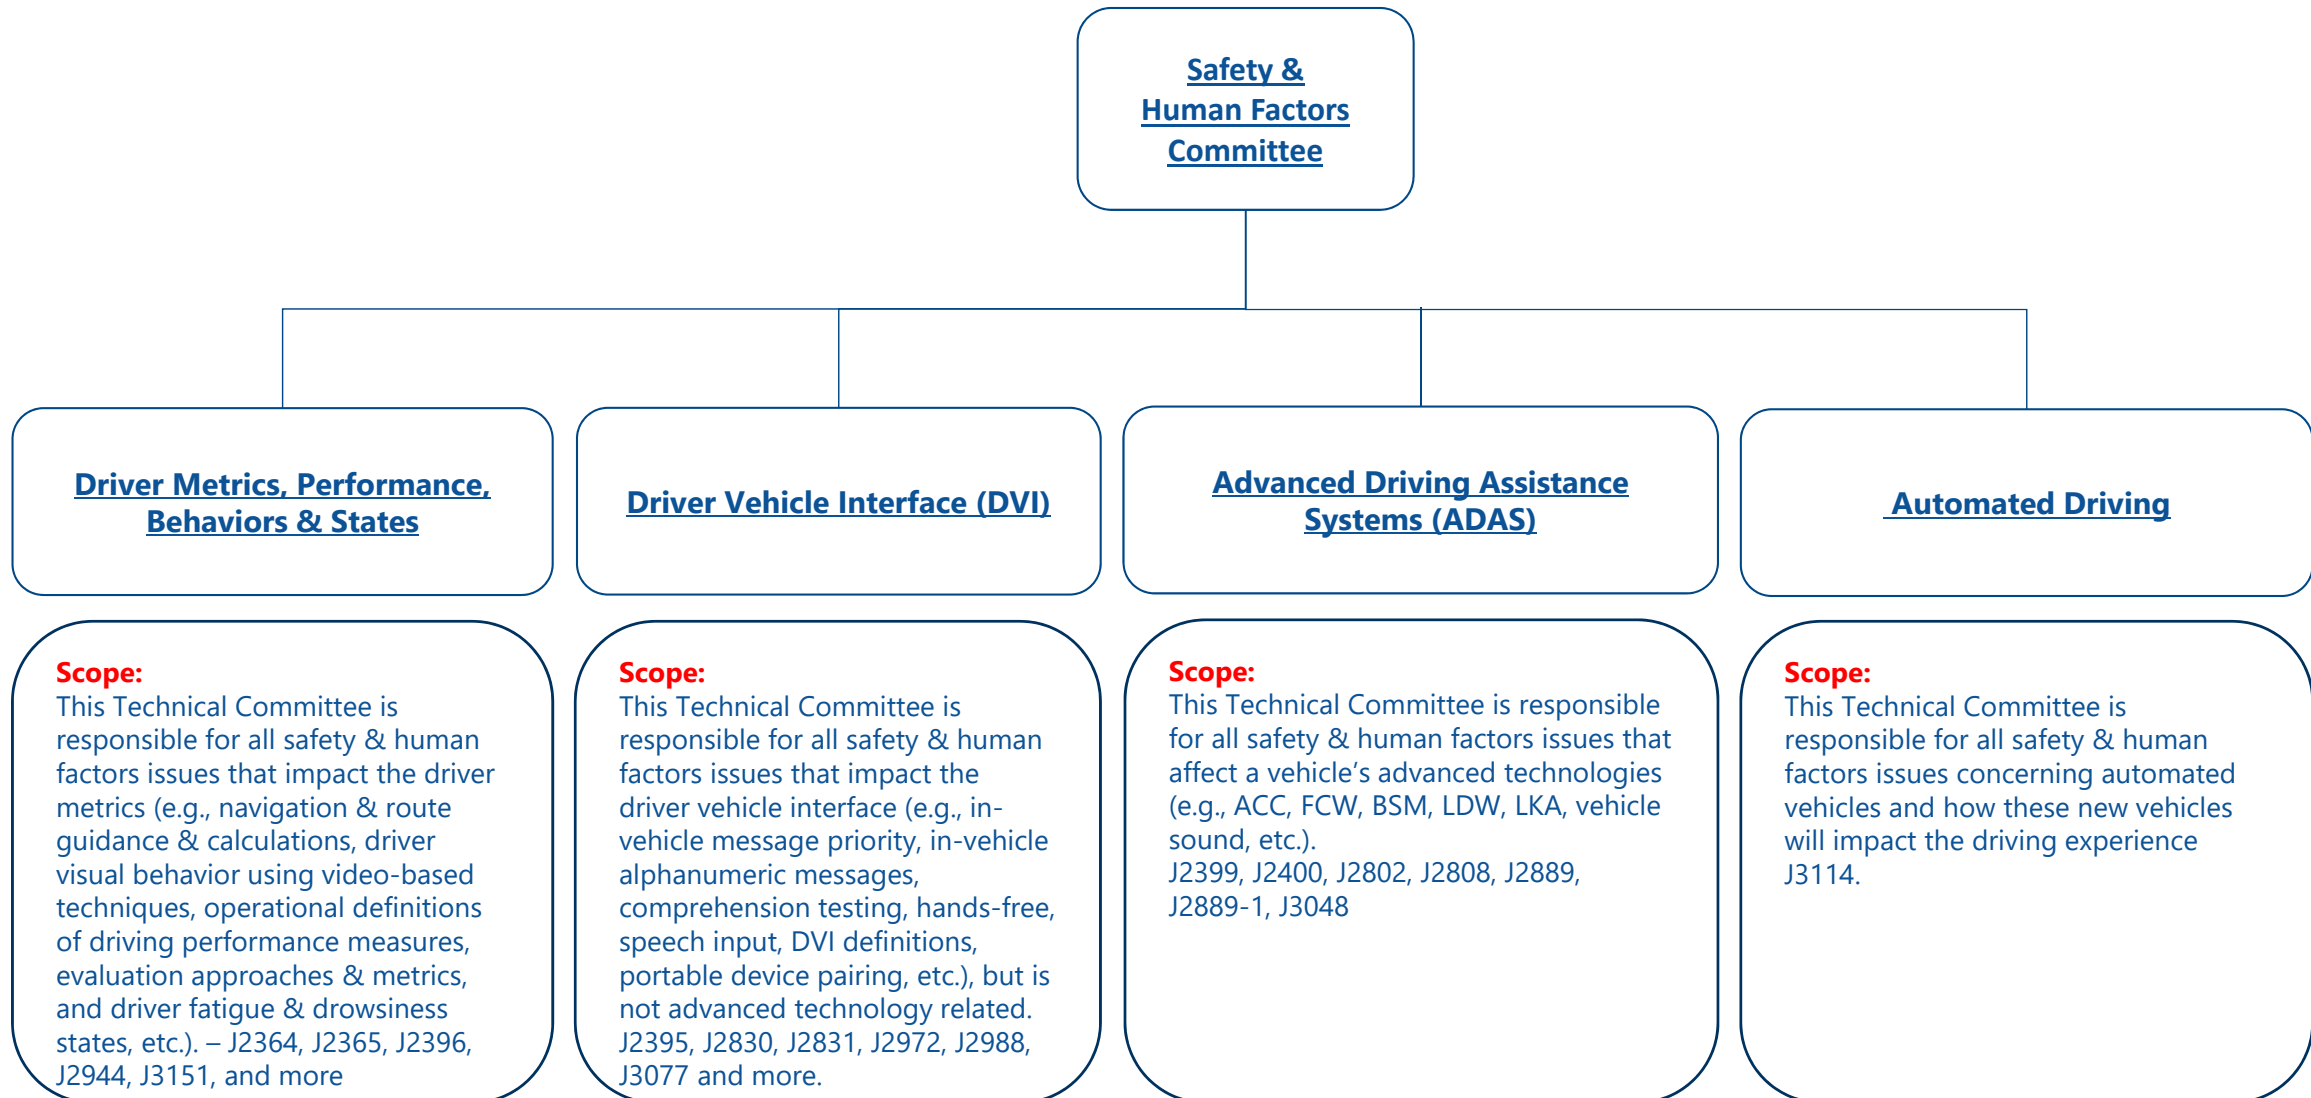 Safety &
Human Factors
Committee
Driver Metrics, Performance,
Behaviors & States
Driver Vehicle Interface (DVI)
Advanced Driving Assistance
Systems (ADAS)
Automated Driving
Scope:
This Technical Committee is
responsible for all safety & human
factors issues that impact the driver
metrics (e.g., navigation & route
guidance & calculations, driver
visual behavior using video-based
techniques, operational definitions
of driving performance measures,
evaluation approaches & metrics,
and driver fatigue & drowsiness
states, etc.). – J2364, J2365, J2396,
J2944, J3151, and more
Scope:
This Technical Committee is
responsible for all safety & human
factors issues that impact the
driver vehicle interface (e.g., in-
vehicle message priority, in-vehicle
alphanumeric messages,
comprehension testing, hands-free,
speech input, DVI definitions,
portable device pairing, etc.), but is
not advanced technology related.
J2395, J2830, J2831, J2972, J2988,
J3077 and more.
Scope:
This Technical Committee is responsible
for all safety & human factors issues that
affect a vehicle’s advanced technologies
(e.g., ACC, FCW, BSM, LDW, LKA, vehicle
sound, etc.).
J2399, J2400, J2802, J2808, J2889,
J2889-1, J3048
Scope:
This Technical Committee is
responsible for all safety & human
factors issues concerning automated
vehicles and how these new vehicles
will impact the driving experience
J3114.